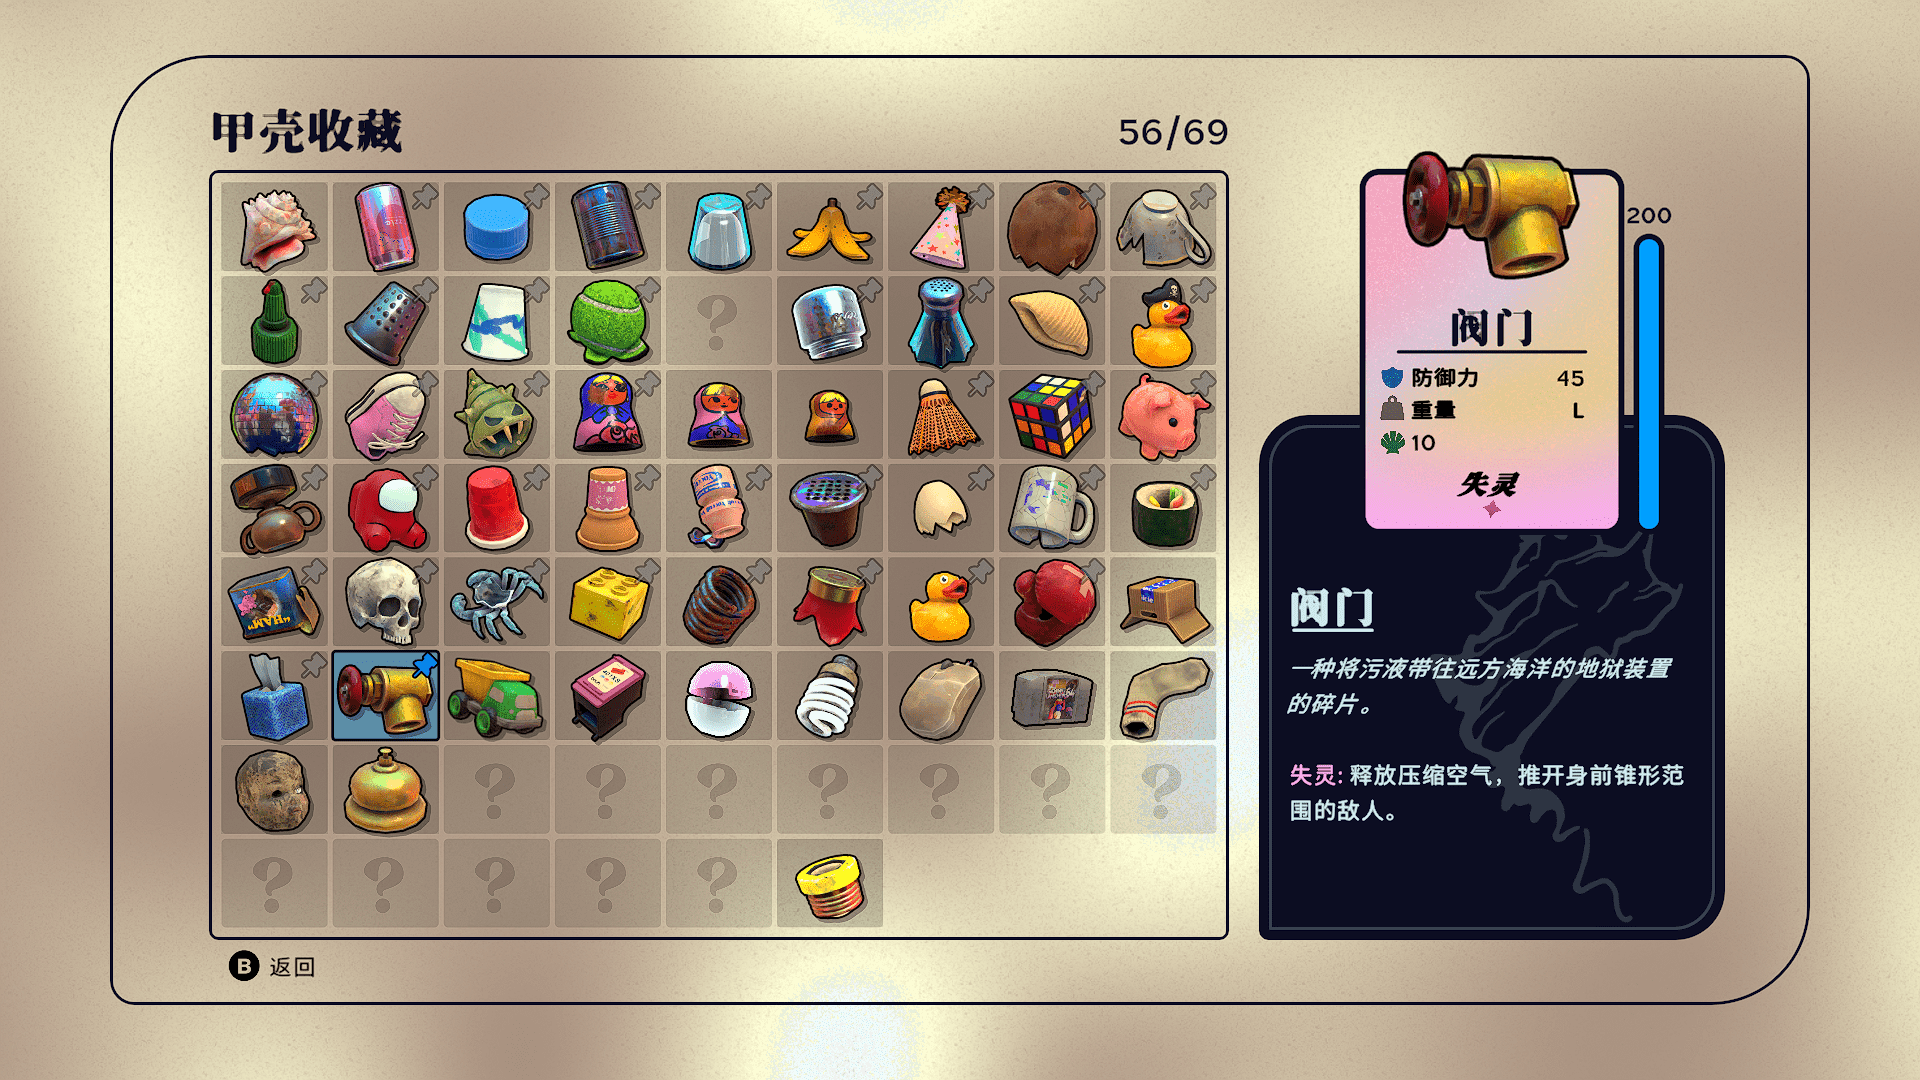 甲壳收藏
56/69
200
阀门
防御力 45
重量 L
10
失灵
阀门
一种将污液带往远方海洋的地狱装置
的碎片。
失灵: 释放压缩空气，推开身前锥形范
围的敌人。
B 返回